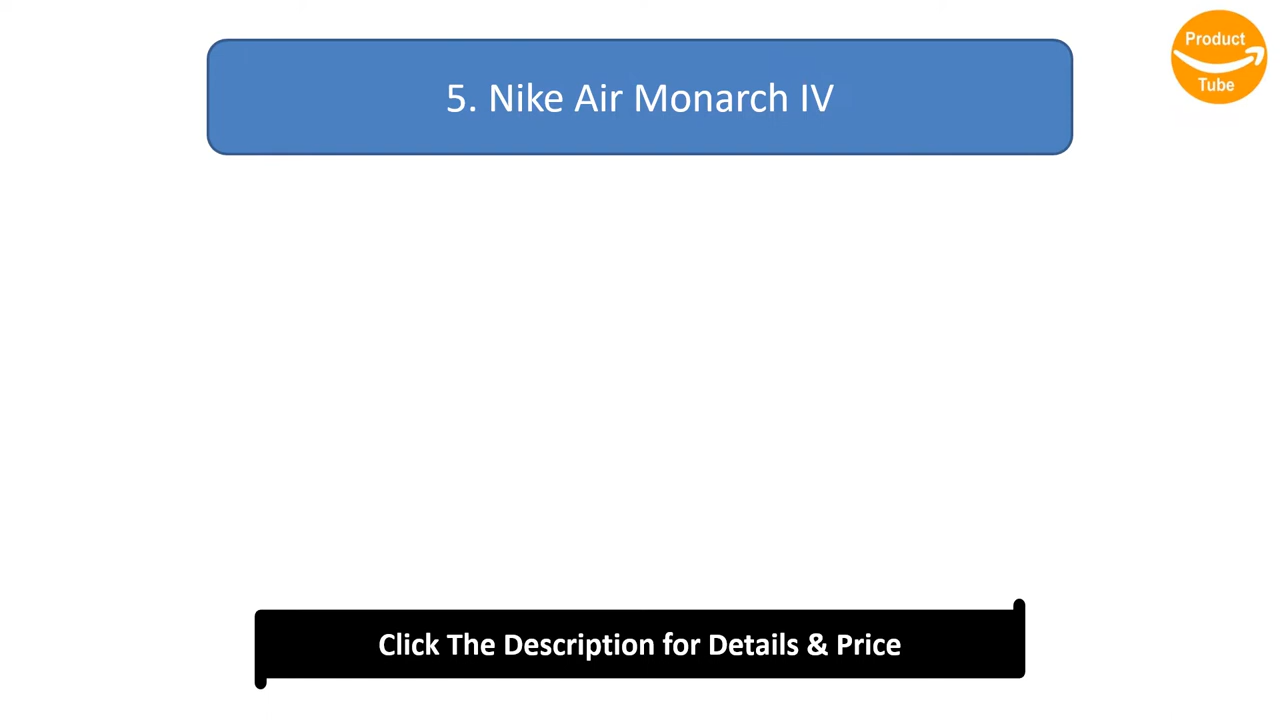 Product
Tube
5. Nike Air Monarch IV
Click The Description for Details & Price